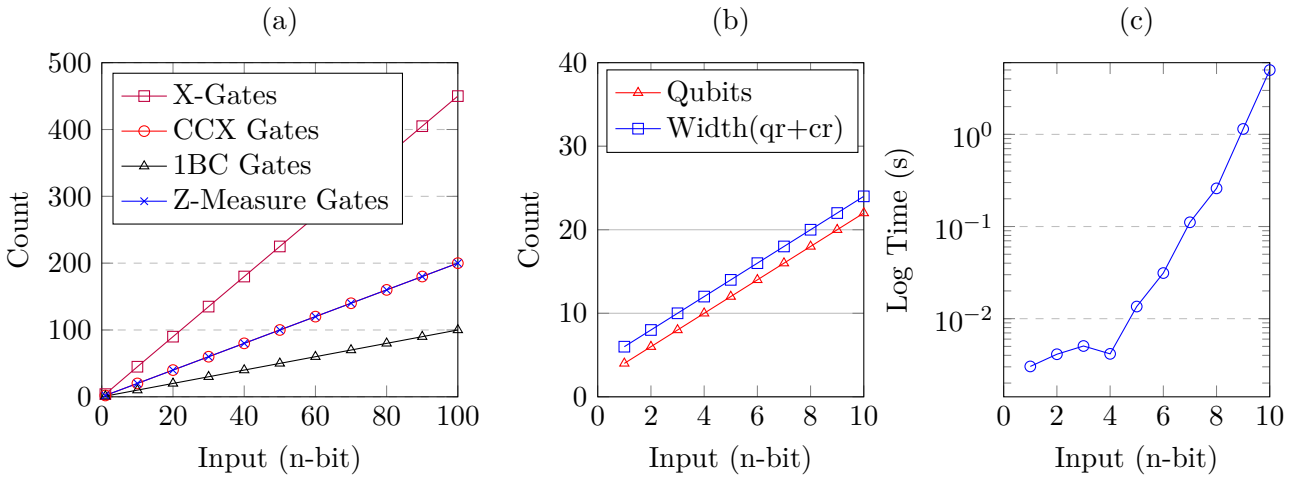 (a)
500
400
300
200
100
0
0
20
40
60
80
100
Count
Input (n-bit)
X-Gates
CCX Gates
1BC Gates
Z-Measure Gates
(b)
40
30
20
10
0
0
2
4
6
8
10
Count
Input (n-bit)
Qubits
Width(qr+cr)
(c)
10^0
10^-1
10^-2
0
2
4
6
8
10
Log Time (s)
Input (n-bit)